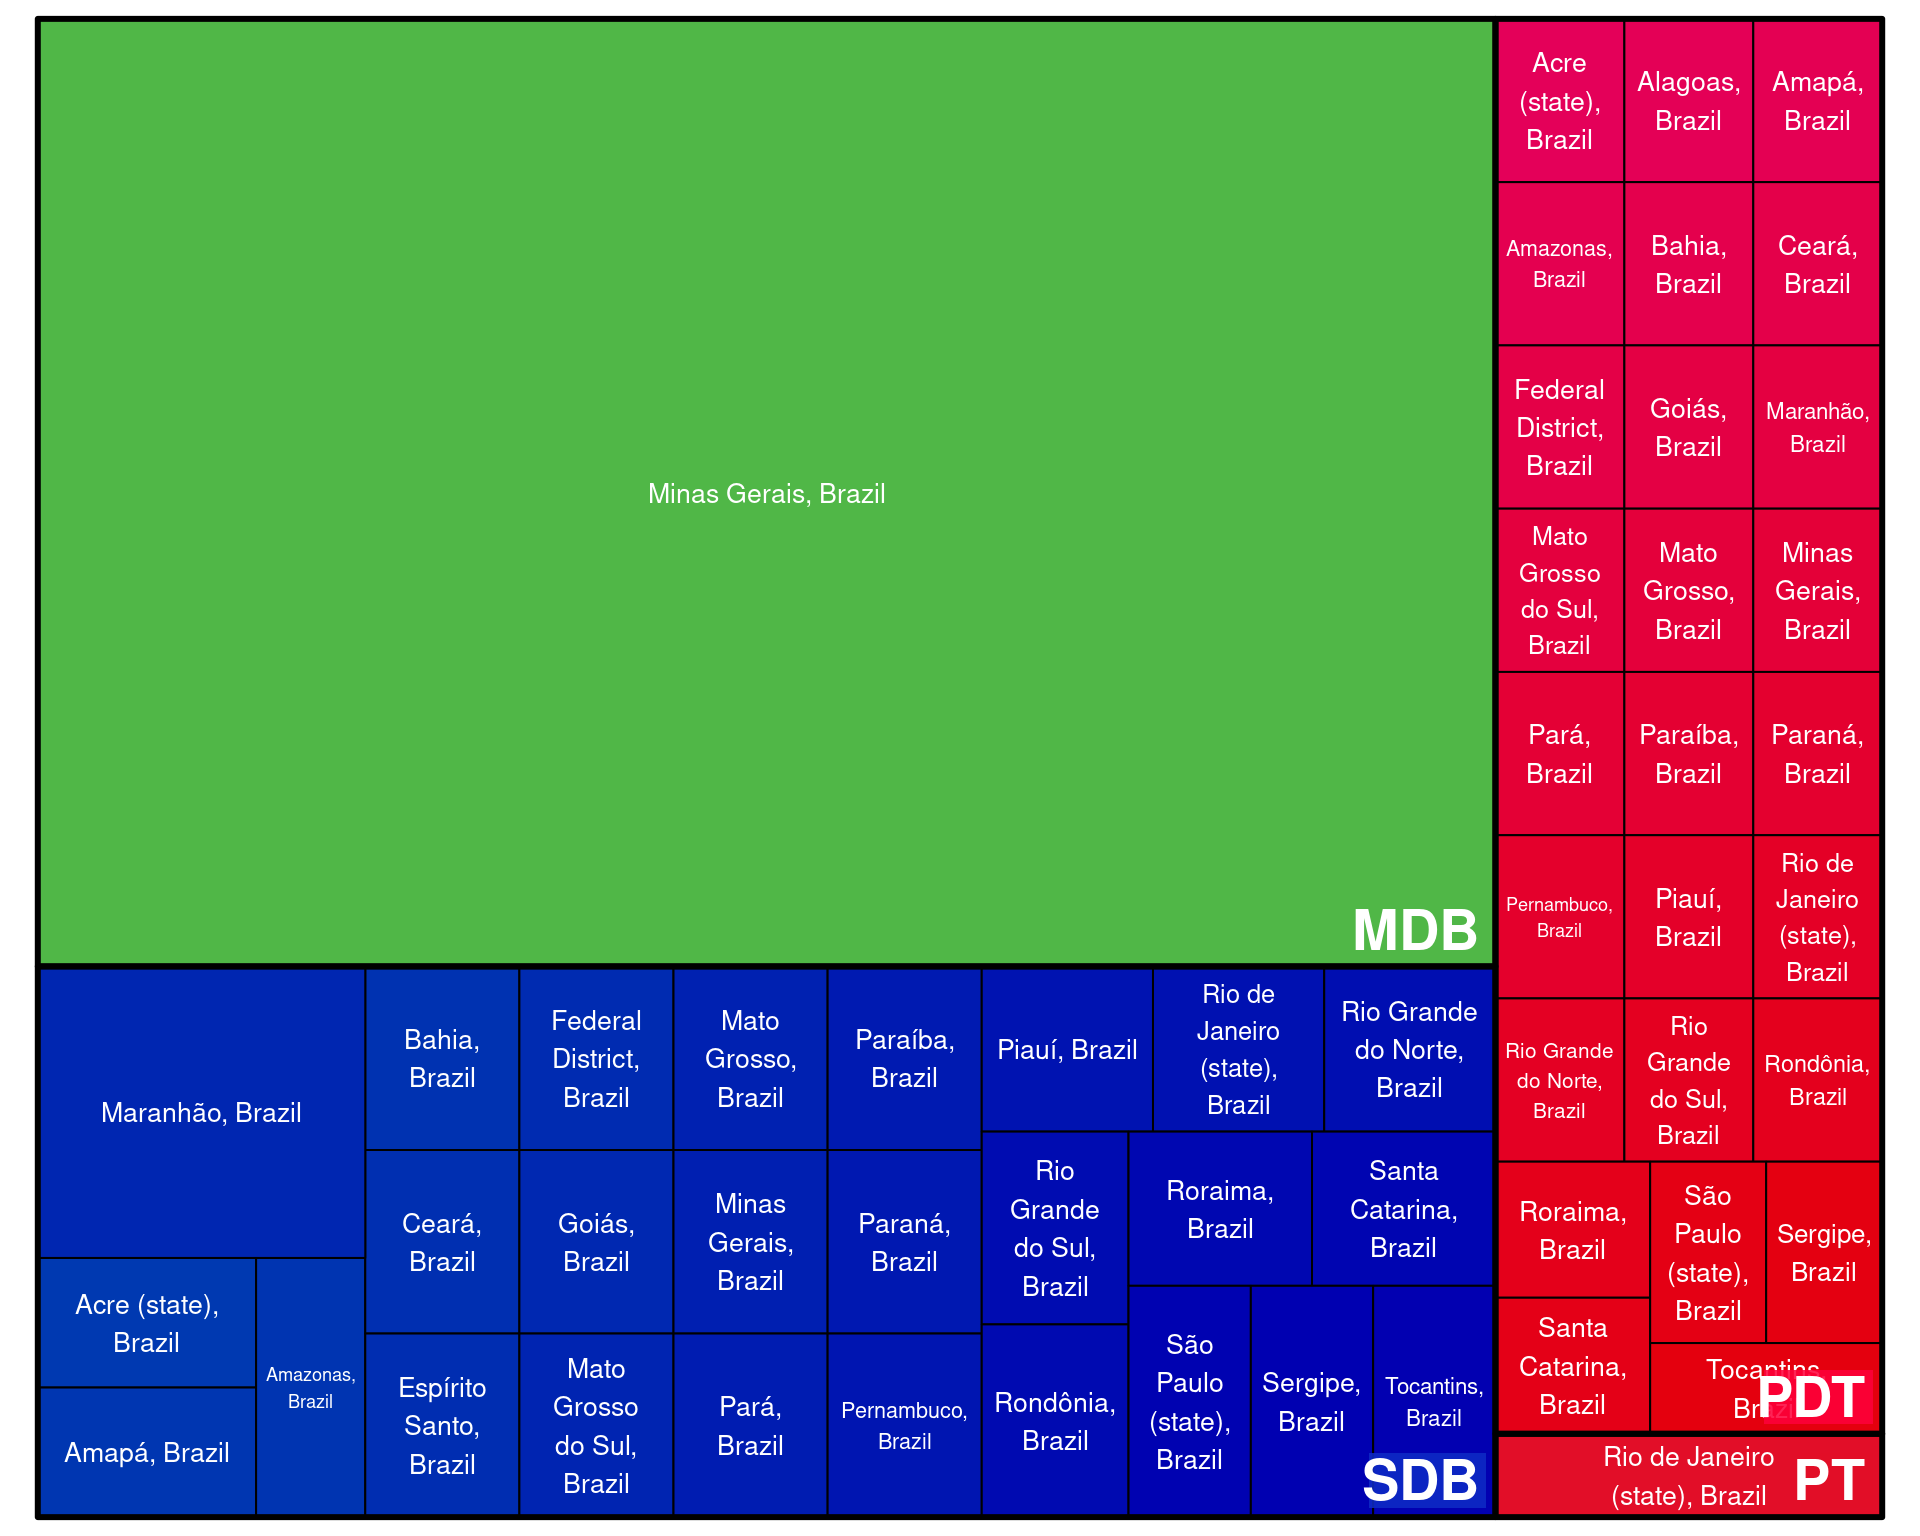 Minas Gerais, Brazil
MDB
Maranhão, Brazil
Acre (state),
Brazil
Amapá, Brazil
Amazonas,
Brazil
Bahia,
Brazil
Ceará,
Brazil
Espírito
Santo,
Brazil
Federal
District,
Brazil
Goiás,
Brazil
Mato
Grosso
do Sul,
Brazil
Mato
Grosso,
Brazil
Minas
Gerais,
Brazil
Pará,
Brazil
Paraíba,
Brazil
Paraná,
Brazil
Pernambuco,
Brazil
Piauí, Brazil
Rio de
Janeiro
(state),
Brazil
Rio Grande
do Norte,
Brazil
Rio
Grande
do Sul,
Brazil
Rondônia,
Brazil
Roraima,
Brazil
Santa
Catarina,
Brazil
São
Paulo
(state),
Brazil
Sergipe,
Brazil
Tocantins,
Brazil
SDB
Acre
(state),
Brazil
Alagoas,
Brazil
Amapá,
Brazil
Amazonas,
Brazil
Bahia,
Brazil
Ceará,
Brazil
Federal
District,
Brazil
Goiás,
Brazil
Maranhão,
Brazil
Mato
Grosso
do Sul,
Brazil
Mato
Grosso,
Brazil
Minas
Gerais,
Brazil
Pará,
Brazil
Paraíba,
Brazil
Paraná,
Brazil
Pernambuco,
Brazil
Piauí,
Brazil
Rio de
Janeiro
(state),
Brazil
Rio Grande
do Norte,
Brazil
Rio
Grande
do Sul,
Brazil
Rondônia,
Brazil
Roraima,
Brazil
Santa
Catarina,
Brazil
São
Paulo
(state),
Brazil
Sergipe,
Brazil
Tocantins,
Brazil
PDT
Rio de Janeiro
(state), Brazil
PT